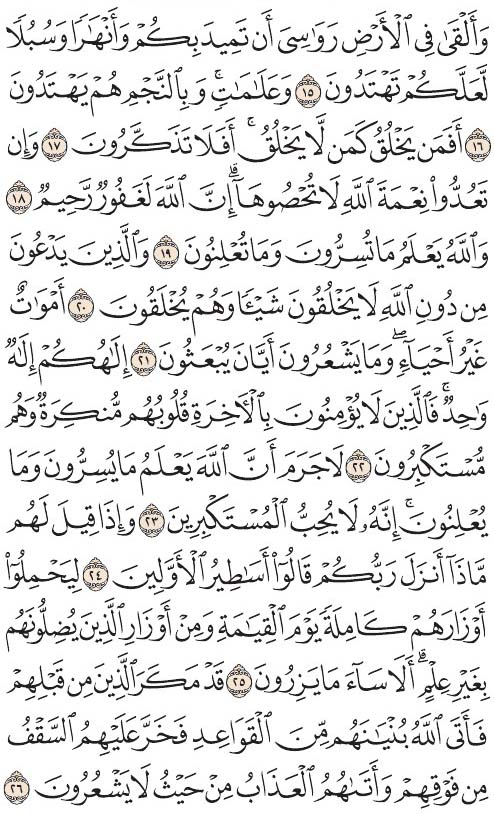 وَأَلْقَىٰ فِي ٱلْأَرْضِ رَوَٰسِيَ أَن تَمِيدَ بِكُمْ وَأَنْهَٰرًا وَسُبُلًا
لَّعَلَّكُمْ تَهْتَدُونَ ١٥ وَعَلَٰمَٰتٍۚ وَبِٱلنَّجْمِ هُمْ يَهْتَدُونَ
١٦ أَفَمَن يَخْلُقُ كَمَن لَّا يَخْلُقُۚ أَفَلَا تَذَكَّرُونَ ١٧ وَإِن
تَعُدُّوا۟ نِعْمَةَ ٱللَّهِ لَا تُحْصُوهَآۗ إِنَّ ٱللَّهَ لَغَفُورٌ رَّحِيمٌ ١٨
وَٱللَّهُ يَعْلَمُ مَا تُسِرُّونَ وَمَا تُعْلِنُونَ ١٩ وَٱلَّذِينَ يَدْعُونَ
مِن دُونِ ٱللَّهِ لَا يَخْلُقُونَ شَيْـًٔا وَهُمْ يُخْلَقُونَ ٢٠ أَمْوَٰتٌ
غَيْرُ أَحْيَآءٍۖ وَمَا يَشْعُرُونَ أَيَّانَ يُبْعَثُونَ ٢١ إِلَٰهُكُمْ إِلَٰهٌ
وَٰحِدٌۚ فَٱلَّذِينَ لَا يُؤْمِنُونَ بِٱلْـَٔاخِرَةِ قُلُوبُهُم مُّنكِرَةٌ وَهُم
مُّسْتَكْبِرُونَ ٢٢ لَا جَرَمَ أَنَّ ٱللَّهَ يَعْلَمُ مَا يُسِرُّونَ وَمَا
يُعْلِنُونَۚ إِنَّهُۥ لَا يُحِبُّ ٱلْمُسْتَكْبِرِينَ ٢٣ وَإِذَا قِيلَ لَهُم
مَّاذَآ أَنزَلَ رَبُّكُمْ قَالُوٓا۟ أَسَٰطِيرُ ٱلْأَوَّلِينَ ٢٤ لِيَحْمِلُوٓا۟
أَوْزَارَهُمْ كَامِلَةً يَوْمَ ٱلْقِيَٰمَةِ وَمِنْ أَوْزَارِ ٱلَّذِينَ يُضِلُّونَهُم
بِغَيْرِ عِلْمٍۗ أَلَا سَآءَ مَا يَزِرُونَ ٢٥ قَدْ مَكَرَ ٱلَّذِينَ مِن قَبْلِهِمْ
فَأَتَى ٱللَّهُ بُنْيَٰنَهُم مِّنَ ٱلْقَوَاعِدِ فَخَرَّ عَلَيْهِمُ ٱلسَّقْفُ
مِن فَوْقِهِمْ وَأَتَىٰهُمُ ٱلْعَذَابُ مِنْ حَيْثُ لَا يَشْعُرُونَ ٢٦